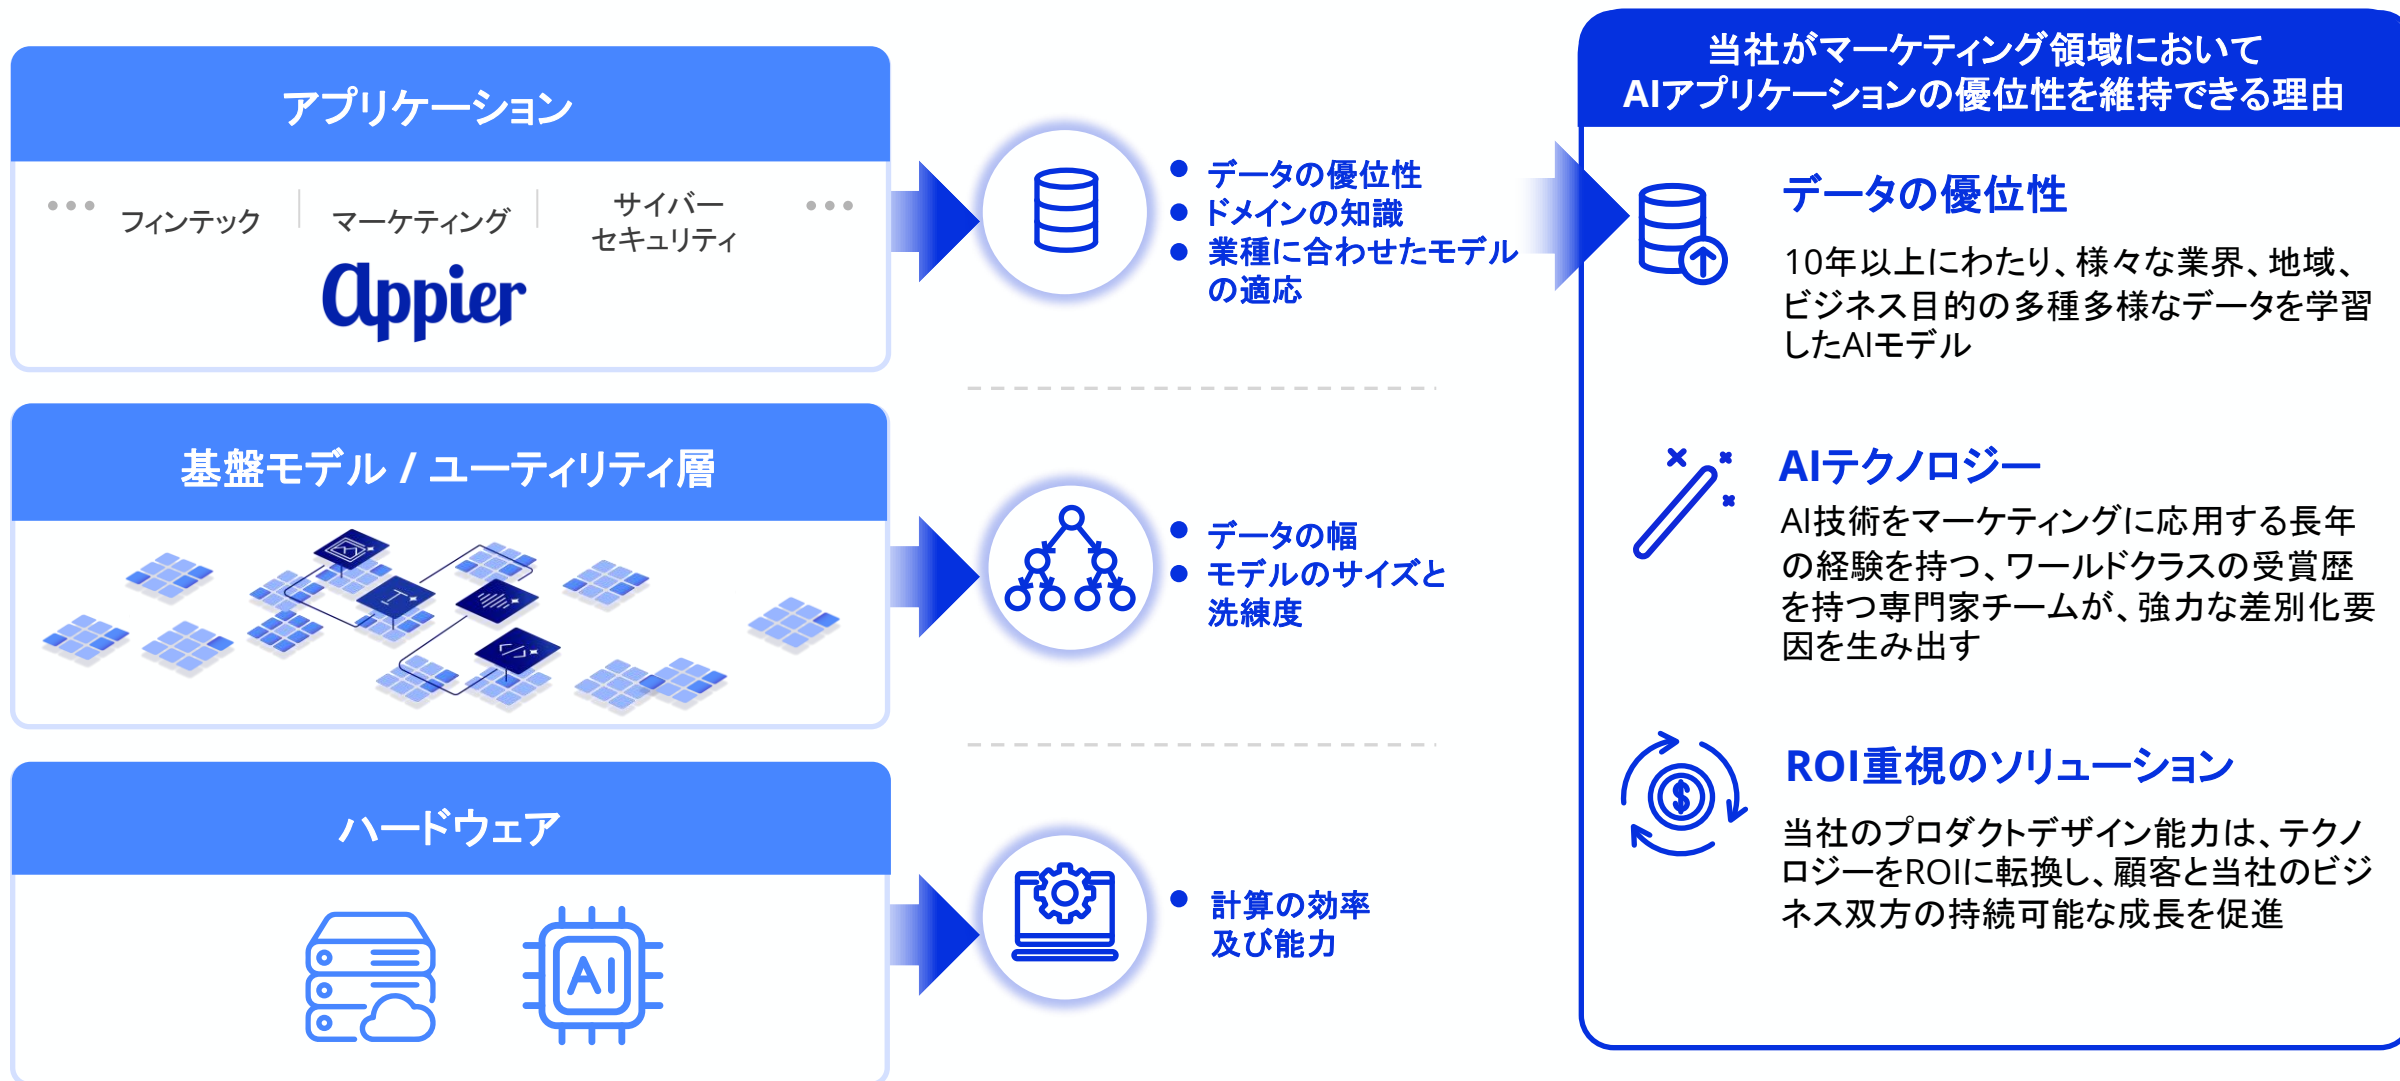 アプリケーション
フィンテック
マーケティング
サイバー
セキュリティ
Appier
データの優位性
ドメインの知識
業種に合わせたモデル
の適応
基盤モデル / ユーティリティ層
データの幅
モデルのサイズと
洗練度
ハードウェア
AI
計算の効率
及び能力
当社がマーケティング領域において
AIアプリケーションの優位性を維持できる理由
データの優位性
10年以上にわたり、様々な業界、地域、
ビジネス目的の多種多様なデータを学習
したAIモデル
AIテクノロジー
AI技術をマーケティングに応用する長年
の経験を持つ、ワールドクラスの受賞歴
を持つ専門家チームが、強力な差別化要
因を生み出す
ROI重視のソリューション
当社のプロダクトデザイン能力は、テクノ
ロジーをROIに転換し、顧客と当社のビジ
ネス双方の持続可能な成長を促進